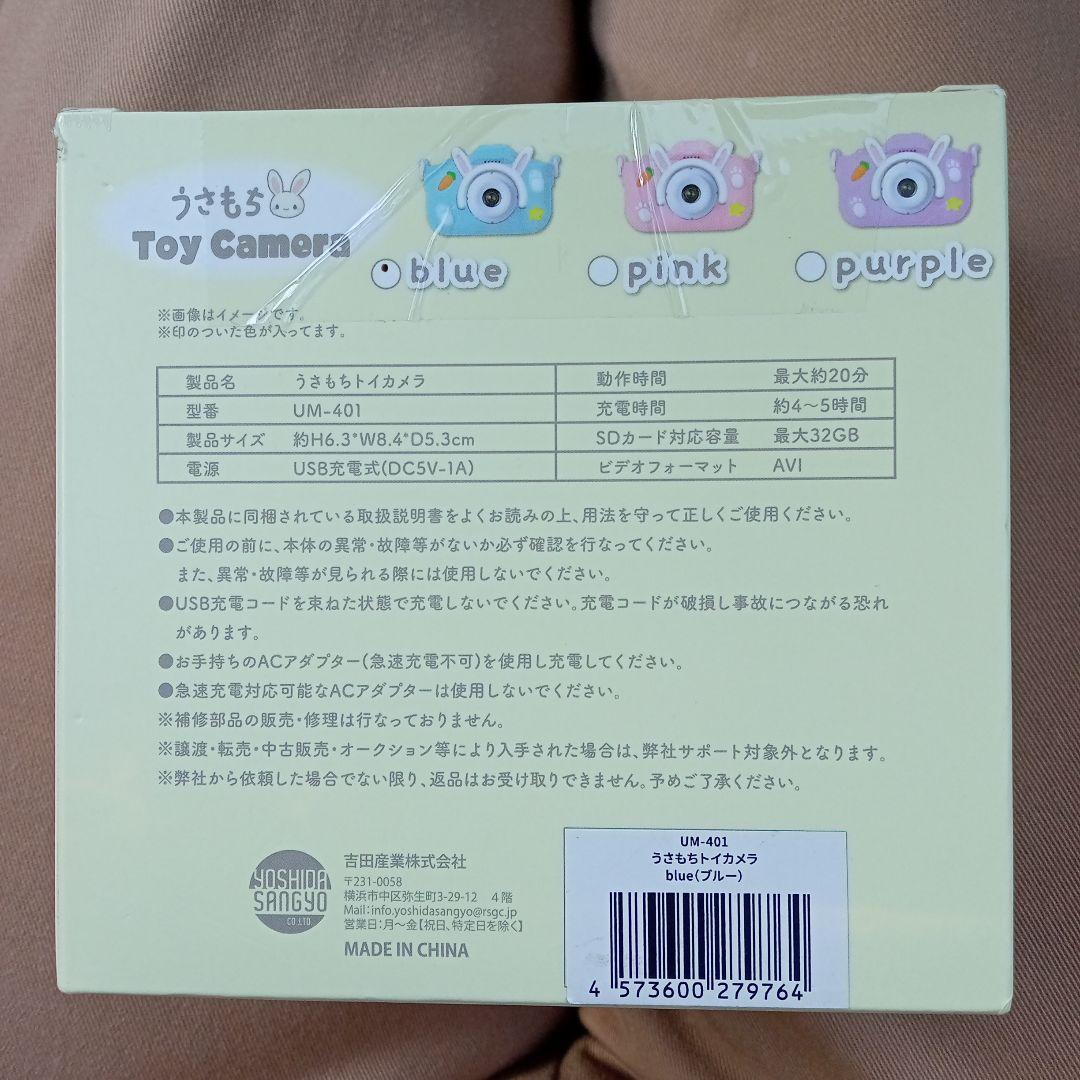 うさもち
Toy Camera
blue
pink
purple
※画像はイメージです。
※印のついた色が入ってます。
製品名 うさもちトイカメラ 動作時間 最大約20分
型番 UM-401 充電時間 約4〜5時間
製品サイズ 約H6.3*W8.4*D5.3cm SDカード対応容量 最大32GB
電源 USB充電式(DC5V-1A) ビデオフォーマット AVI
●本製品に同梱されている取扱説明書をよくお読みの上、用法を守って正しくご使用ください。
●ご使用の前に、本体の異常・故障等がないか必ず確認を行なってください。
また、異常・故障等が見られる際には使用しないでください。
●USB充電コードを束ねた状態で充電しないでください。充電コードが破損し事故につながる恐れ
があります。
●お手持ちのACアダプター(急速充電不可)を使用し充電してください。
●急速充電対応可能なACアダプターは使用しないでください。
※補修部品の販売・修理は行なっておりません。
※譲渡・転売・中古販売・オークション等により入手された場合は、弊社サポート対象外となります。
※弊社から依頼した場合でない限り、返品はお受け取りできません。予めご了承ください。
YOSHIDA
SANGYO
CO.,LTD
吉田産業株式会社
〒231-0058
横浜市中区弥生町3-29-12 4階
Mail:info.yoshidasangyo@rsgc.jp
営業日:月〜金【祝日、特定日を除く】
MADE IN CHINA
UM-401
うさもちトイカメラ
blue(ブルー)
4 573600 279764